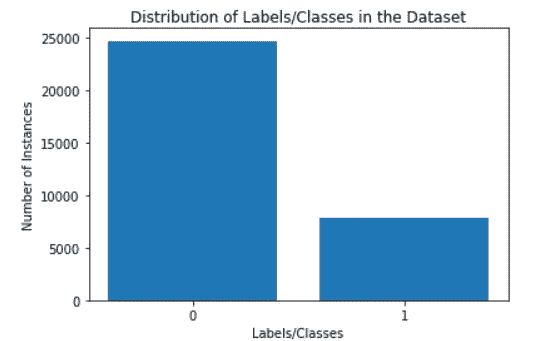 Distribution of Labels/Classes in the Dataset
25000
20000
15000
10000
5000
0
Number of Instances
0 1
Labels/Classes